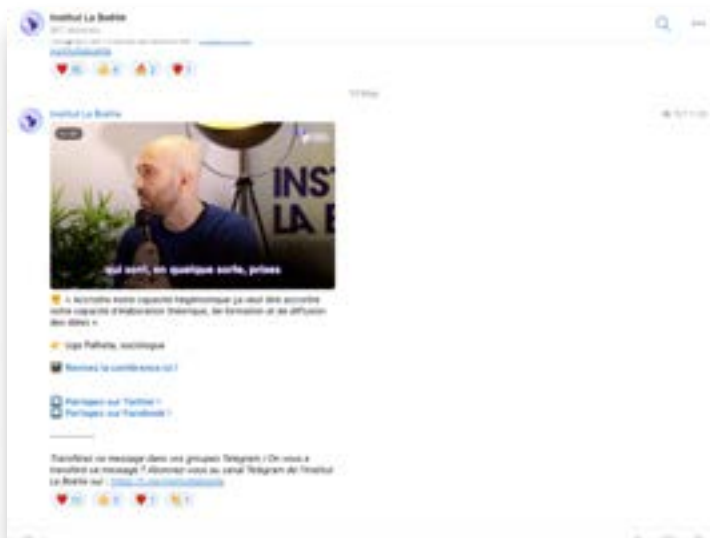 Institut La Boétie
Institut La Boétie
INS
LA B
qui sont, en quelque sorte, prises
« Accroître notre capacité hégémonique ça veut dire accroître
notre capacité d'élaboration théorique, de formation et de diffusion
des idées »
Ugo Palheta, sociologue
Revivez la conférence ici !
Partagez sur Twitter !
Partagez sur Facebook !
Transférez ce message dans vos groupes Telegram ! On vous a
transféré ce message ? Abonnez-vous au canal Telegram de l'Institut
La Boétie sur :